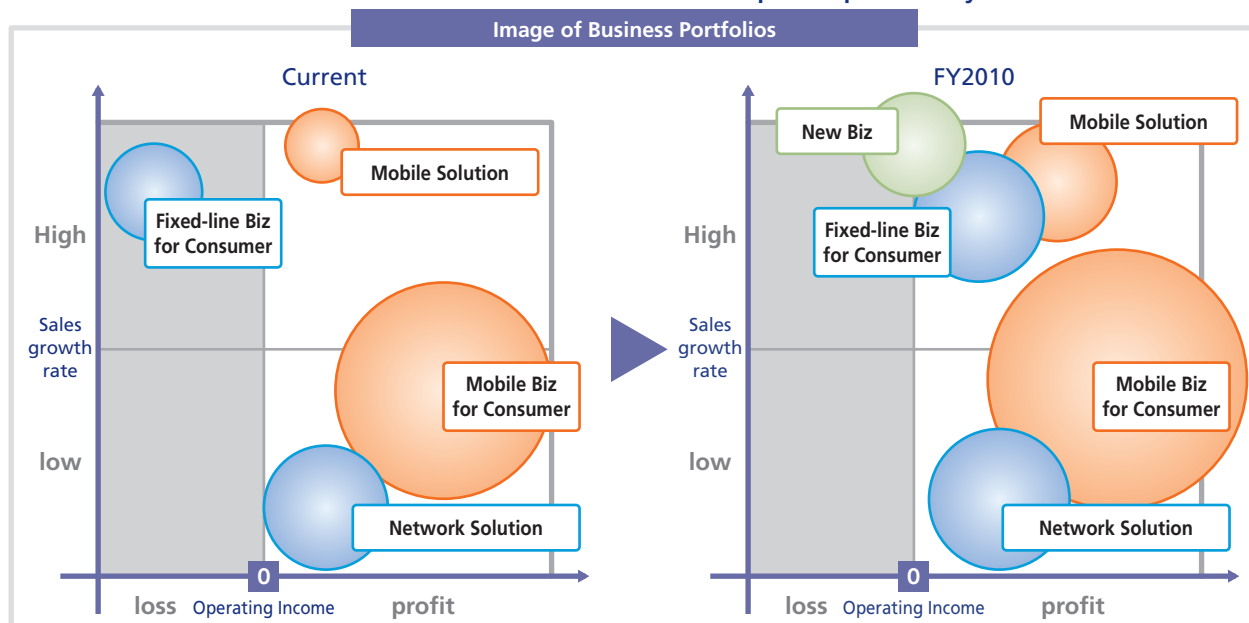 Image of Business Portfolios
Current
High
Sales
growth
rate
low
Mobile Solution
Fixed-line Biz
for Consumer
Mobile Biz
for Consumer
Network Solution
0
loss
Operating Income
profit
FY2010
High
Sales
growth
rate
low
New Biz
Mobile Solution
Fixed-line Biz
for Consumer
Mobile Biz
for Consumer
Network Solution
0
loss
Operating Income
profit